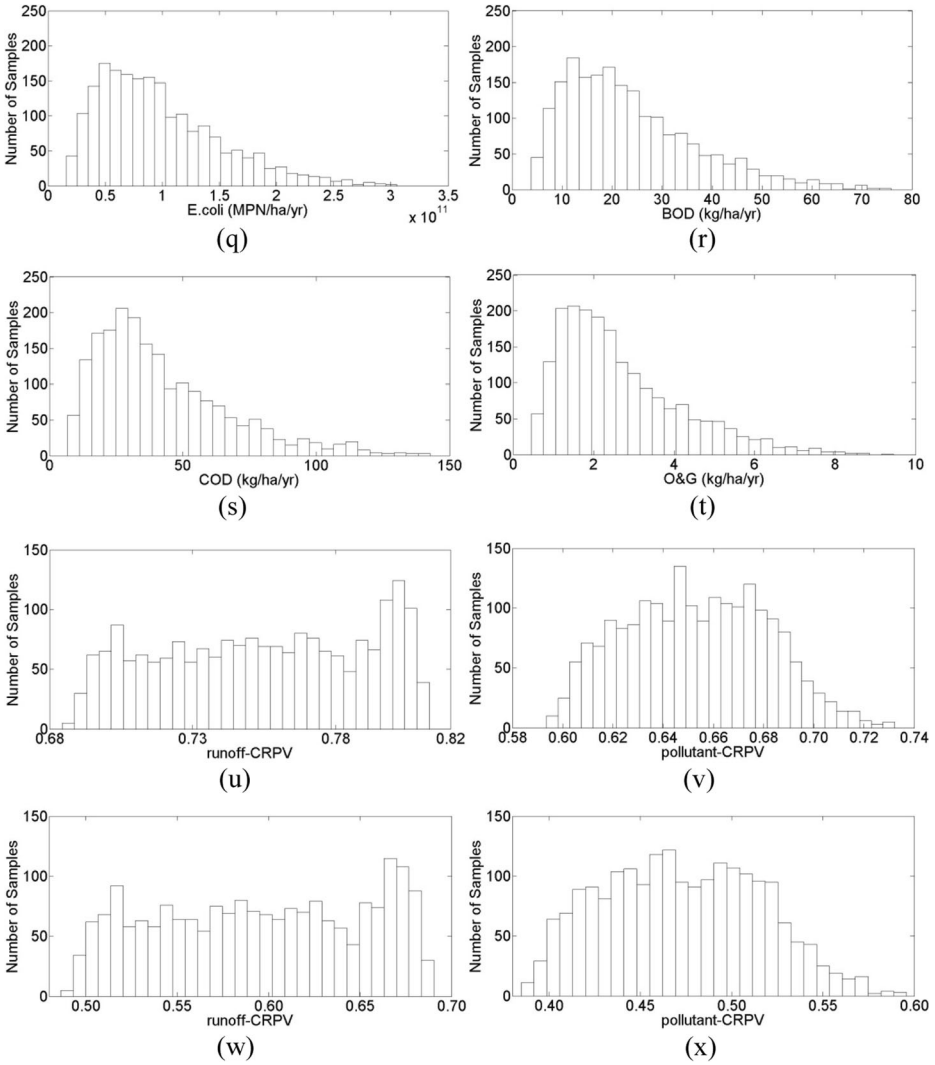 250
200
150
100
50
0
Number of Samples
0 0.5 1 1.5 2 2.5 3 3.5
E.coli (MPN/ha/yr)
x 10^11
(q)
250
200
150
100
50
0
Number of Samples
0 10 20 30 40 50 60 70 80
BOD (kg/ha/yr)
(r)
250
200
150
100
50
0
Number of Samples
0 50 100 150
COD (kg/ha/yr)
(s)
250
200
150
100
50
0
Number of Samples
0 2 4 6 8 10
O&G (kg/ha/yr)
(t)
150
100
50
0
Number of Samples
0.68 0.73 0.78 0.82
runoff-CRPV
(u)
150
100
50
0
Number of Samples
0.58 0.60 0.62 0.64 0.66 0.68 0.70 0.72 0.74
pollutant-CRPV
(v)
150
100
50
0
Number of Samples
0.50 0.55 0.60 0.65 0.70
runoff-CRPV
(w)
150
100
50
0
Number of Samples
0.40 0.45 0.50 0.55 0.60
pollutant-CRPV
(x)